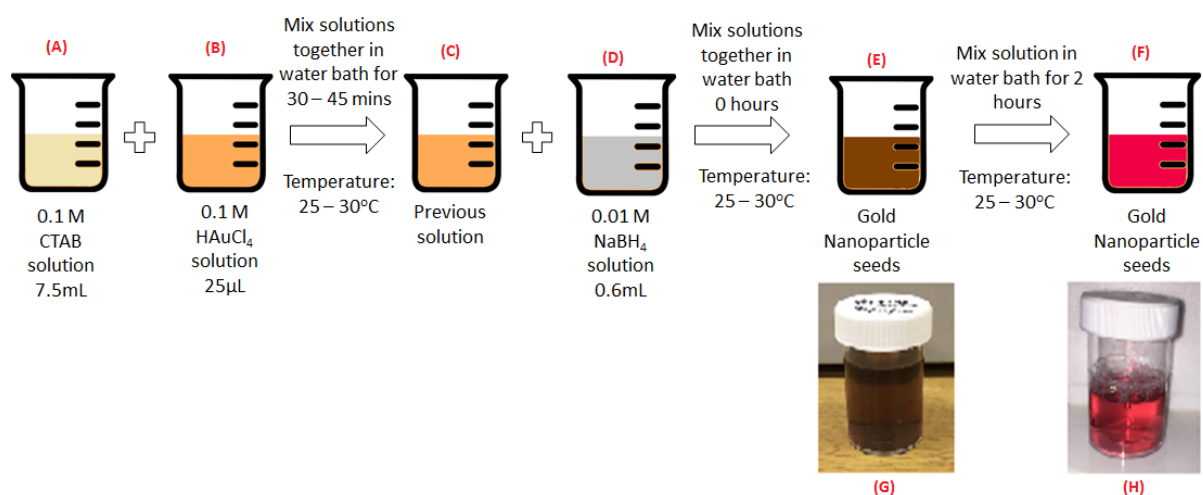 (A)
0.1 M
CTAB
solution
7.5mL
(B)
0.1 M
HAuCl₄
solution
25µL
Mix solutions
together in
water bath for
30 – 45 mins
Temperature:
25 – 30°C
(C)
Previous
solution
(D)
0.01 M
NaBH₄
solution
0.6mL
Mix solutions
together in
water bath
0 hours
Temperature:
25 – 30°C
(E)
Gold
Nanoparticle
seeds
(G)
Mix solution in
water bath for 2
hours
Temperature:
25 – 30°C
(F)
Gold
Nanoparticle
seeds
(H)